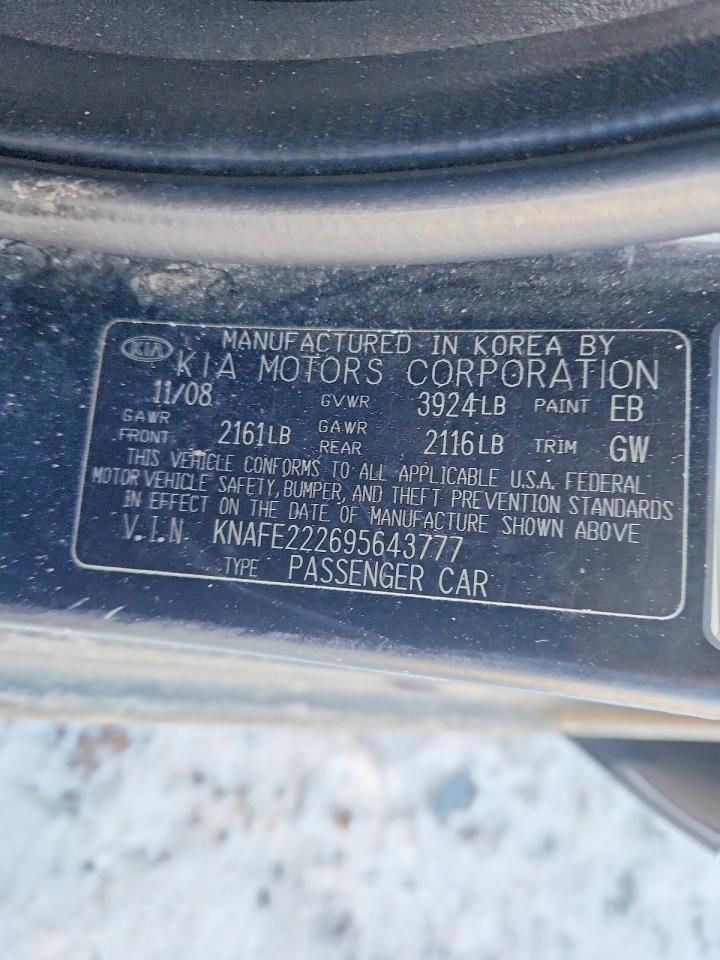 KIA MANUFACTURED IN KOREA BY
KIA MOTORS CORPORATION
11/08 GVWR 3924LB PAINT EB
GAWR FRONT 2161LB GAWR REAR 2116LB TRIM GW
THIS VEHICLE CONFORMS TO ALL APPLICABLE U.S.A. FEDERAL
MOTOR VEHICLE SAFETY, BUMPER, AND THEFT PREVENTION STANDARDS
IN EFFECT ON THE DATE OF MANUFACTURE SHOWN ABOVE
V.I.N. KNAFE222695643777
TYPE PASSENGER CAR